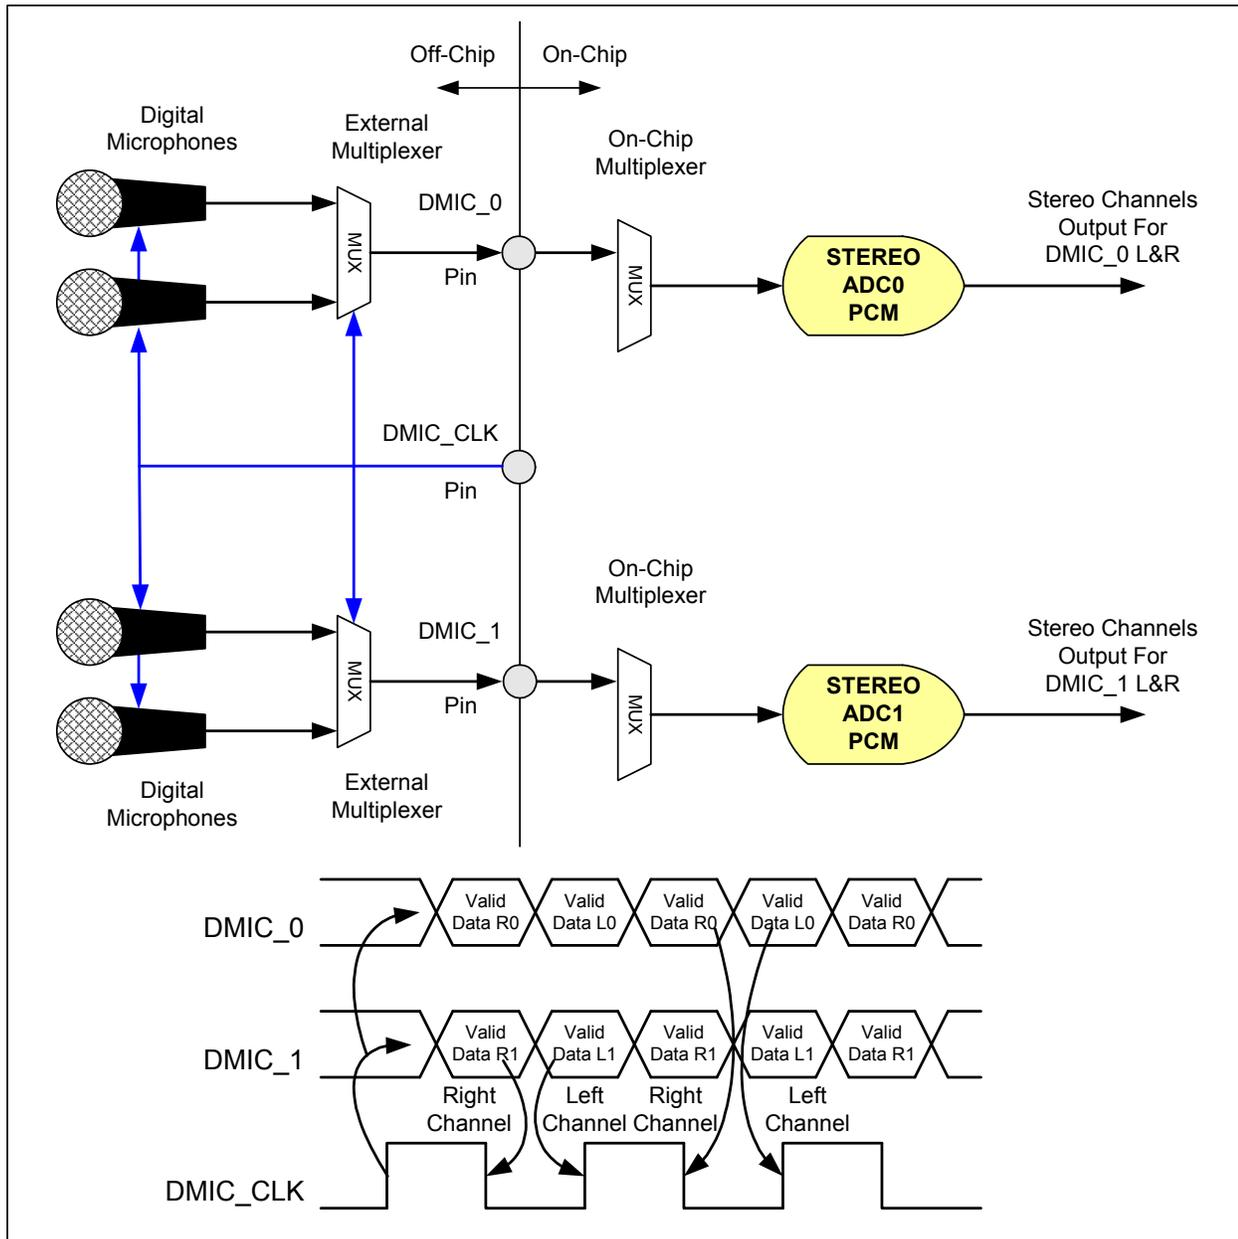 Off-Chip
On-Chip
Digital
Microphones
External
Multiplexer
On-Chip
Multiplexer
DMIC_0
MUX
Pin
MUX
STEREO
ADC0
PCM
Stereo Channels
Output For
DMIC_0 L&R
DMIC_CLK
Pin
On-Chip
Multiplexer
DMIC_1
MUX
Pin
MUX
STEREO
ADC1
PCM
Stereo Channels
Output For
DMIC_1 L&R
Digital
Microphones
External
Multiplexer
DMIC_0
Valid
Data R0
Valid
Data L0
Valid
Data R0
Valid
Data L0
Valid
Data R0
DMIC_1
Valid
Data R1
Valid
Data L1
Valid
Data R1
Valid
Data L1
Valid
Data R1
Right
Channel
Left
Channel
Right
Channel
Left
Channel
DMIC_CLK